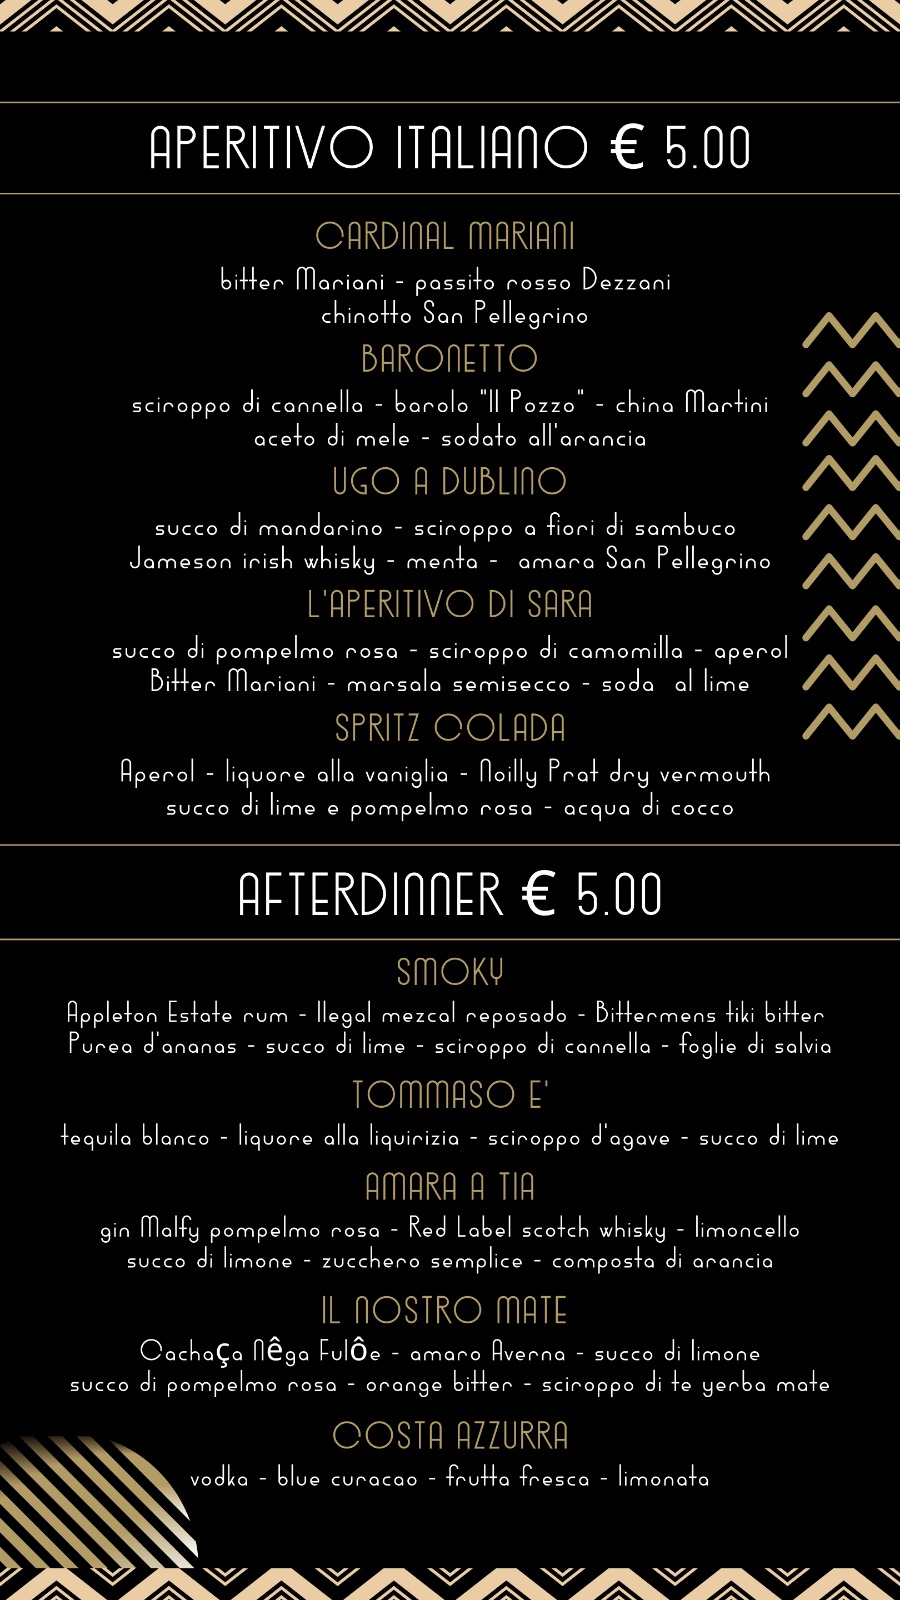 APERITIVO ITALIANO € 5.00
CARDINAL MARIANI
bitter Mariani - passito rosso Dezzani
chinotto San Pellegrino
BARONETTO
sciroppo di cannella - barolo "Il Pozzo" - china Martini
aceto di mele - sodato all'arancia
UGO A DUBLINO
succo di mandarino - sciroppo a fiori di sambuco
Jameson irish whisky - menta - amara San Pellegrino
L'APERITIVO DI SARA
succo di pompelmo rosa - sciroppo di camomilla - aperol
Bitter Mariani - marsala semisecco - soda al lime
SPRITZ COLADA
Aperol - liquore alla vaniglia - Noilly Prat dry vermouth
succo di lime e pompelmo rosa - acqua di cocco
AFTERDINNER € 5.00
SMOKY
Appleton Estate rum - Ilegal mezcal reposado - Bittermens tiki bitter
Purea d'ananas - succo di lime - sciroppo di cannella - foglie di salvia
TOMMASO E'
tequila blanco - liquore alla liquirizia - sciroppo d'agave - succo di lime
AMARA A TIA
gin Malfy pompelmo rosa - Red Label scotch whisky - limoncello
succo di limone - zucchero semplice - composta di arancia
IL NOSTRO MATE
Cachaça Nêga Fulôe - amaro Averna - succo di limone
succo di pompelmo rosa - orange bitter - sciroppo di te yerba mate
COSTA AZZURRA
vodka - blue curacao - frutta fresca - limonata